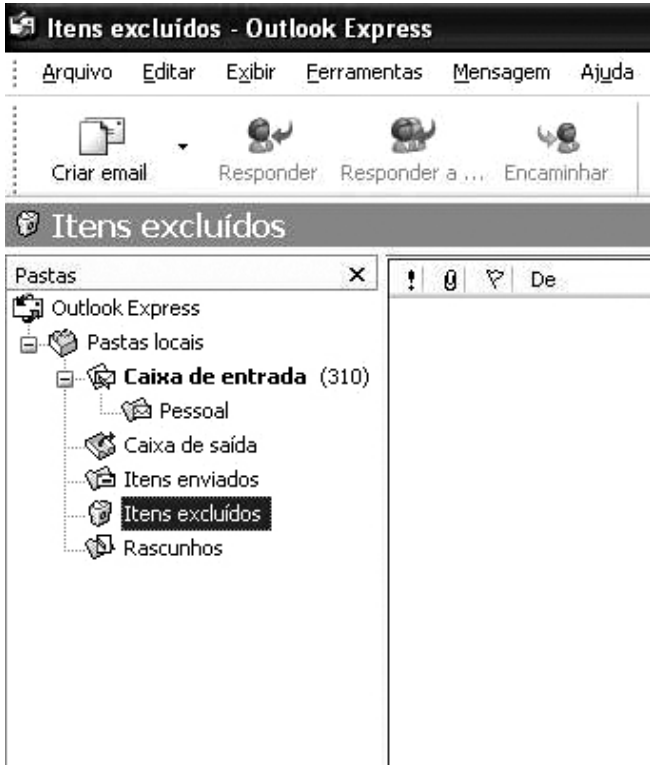 Itens excluídos - Outlook Express
Arquivo Editar Exibir Ferramentas Mensagem Ajuda
Criar email Responder Responder a ... Encaminhar
Itens excluídos
Pastas
! De
Outlook Express
Pastas locais
Caixa de entrada (310)
Pessoal
Caixa de saída
Itens enviados
Itens excluídos
Rascunhos